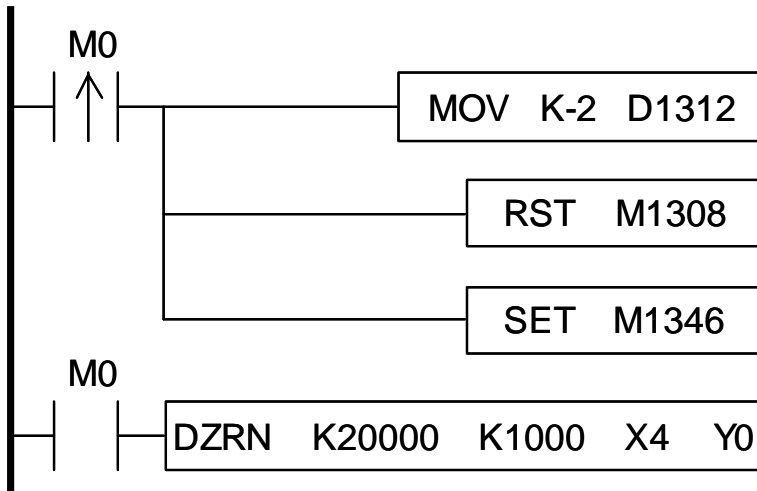 M0
MOV K-2 D1312
RST M1308
SET M1346
M0
DZRN K20000 K1000 X4 Y0